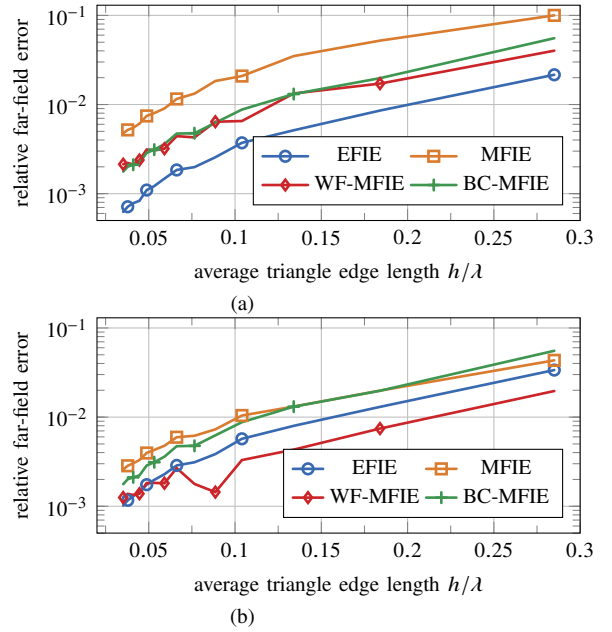 10⁻¹
10⁻²
10⁻³
relative far-field error
EFIE
MFIE
WF-MFIE
BC-MFIE
0.05 0.1 0.15 0.2 0.25 0.3
average triangle edge length h/λ
(a)
10⁻¹
10⁻²
10⁻³
relative far-field error
EFIE
MFIE
WF-MFIE
BC-MFIE
0.05 0.1 0.15 0.2 0.25 0.3
average triangle edge length h/λ
(b)